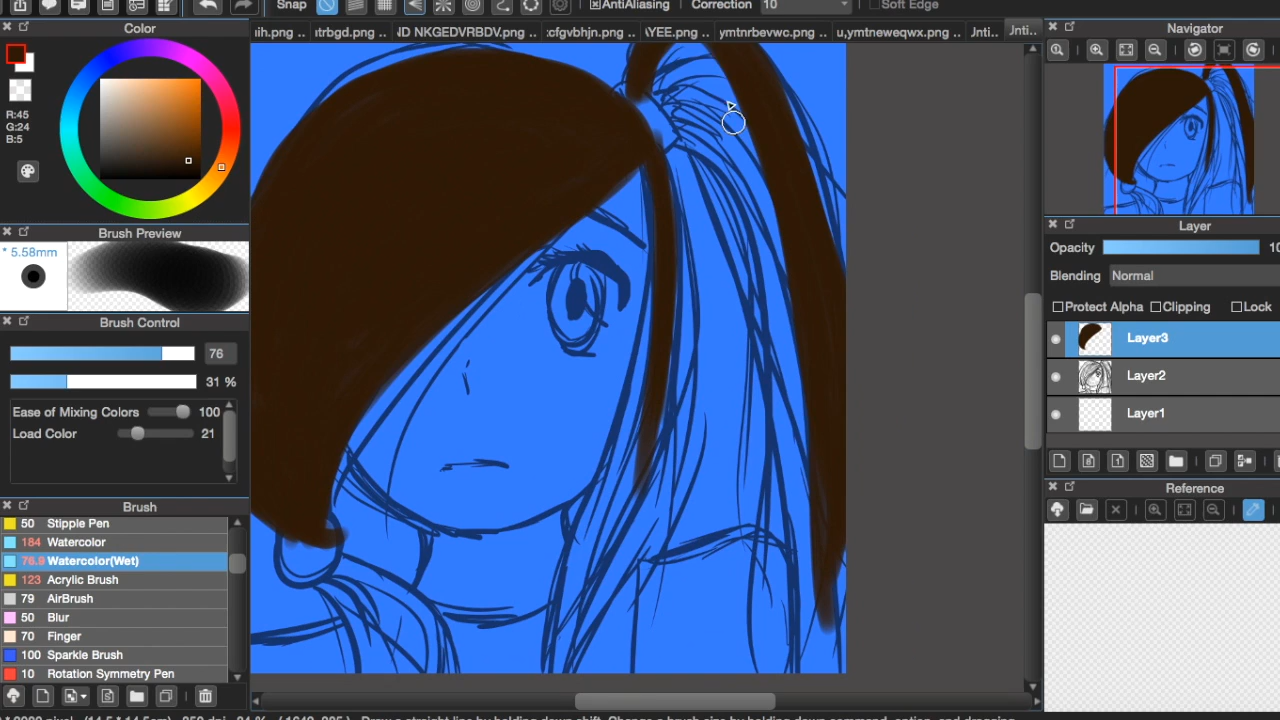 Snap AntiAliasing Correction 10 Soft Edge
iih.png .. ıtrbgd.png .. ID NKGEDVRBDV.png .. :cfgvbhjn.png .. \YEE.png .. ymtnrbevwc.png .. u,ymtneweqwx.png .. Jnti.. Jnti..
Color
R:45
G:24
B:5
Brush Preview
* 5.58mm
Brush Control
76
31 %
Ease of Mixing Colors 100
Load Color 21
Brush
50 Stipple Pen
184 Watercolor
76.9 Watercolor(Wet)
123 Acrylic Brush
79 AirBrush
50 Blur
70 Finger
100 Sparkle Brush
10 Rotation Symmetry Pen
Navigator
Layer
Opacity 10
Blending Normal
Protect Alpha Clipping Lock
Layer3
Layer2
Layer1
Reference